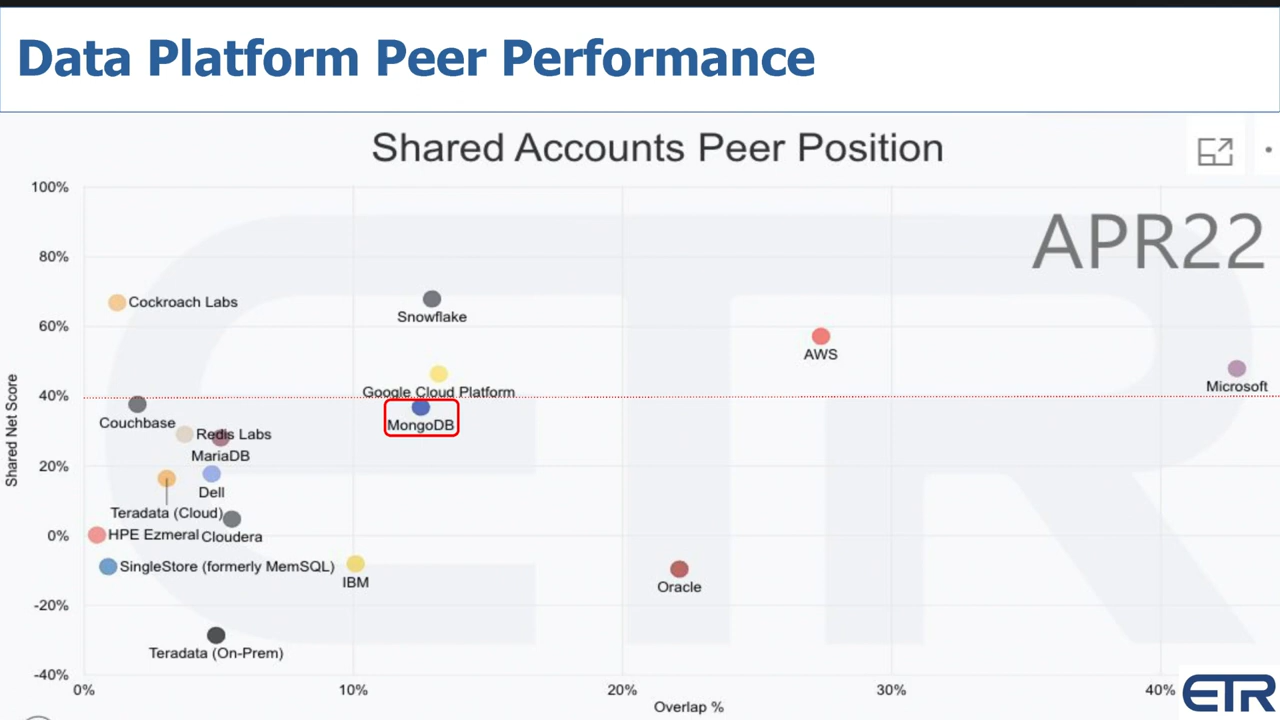 Data Platform Peer Performance
Shared Accounts Peer Position
APR22
100%
80%
60%
40%
20%
0%
-20%
-40%
Shared Net Score
Cockroach Labs
Snowflake
AWS
Microsoft
Google Cloud Platform
MongoDB
Couchbase
Redis Labs
MariaDB
Dell
Teradata (Cloud)
HPE Ezmeral
Cloudera
SingleStore (formerly MemSQL)
IBM
Oracle
Teradata (On-Prem)
0%
10%
20%
30%
40%
Overlap %
ETR
ETR